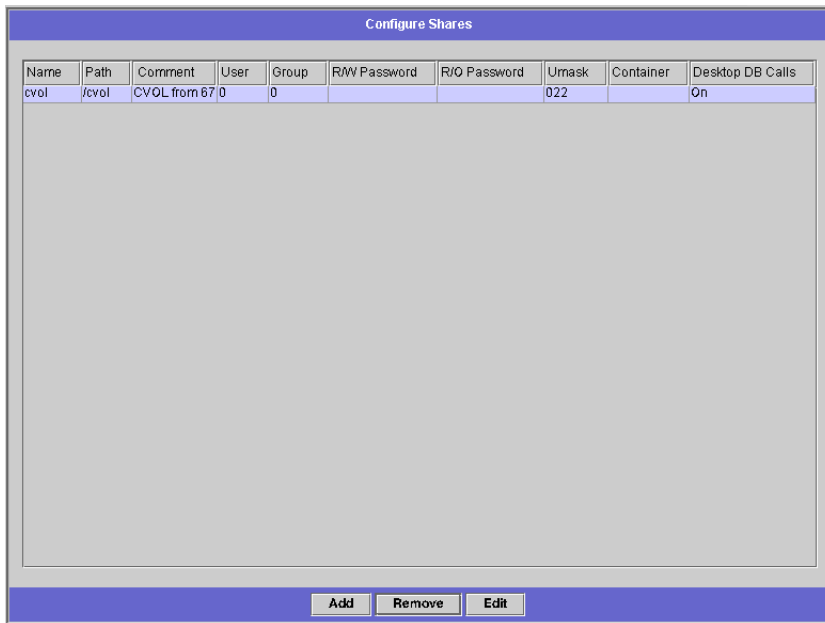 Configure Shares
Name Path Comment User Group R/W Password R/O Password Umask Container Desktop DB Calls
cvol /cvol CVOL from 67 0 0 022 On
Add Remove Edit